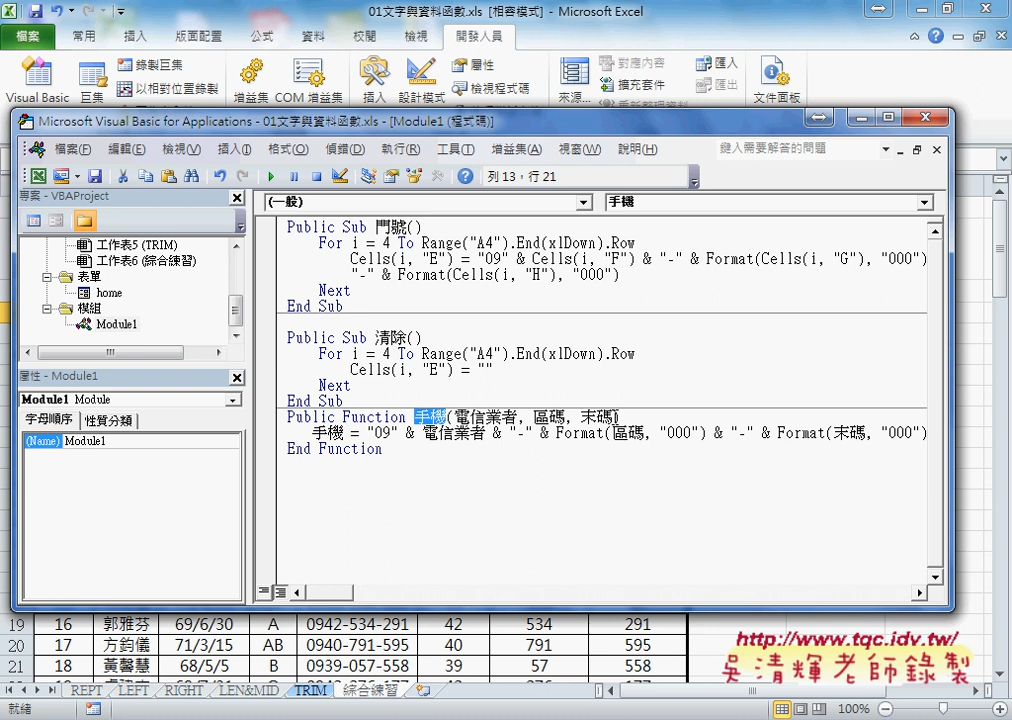 01文字與資料函數.xls [相容模式] - Microsoft Excel
檔案 常用 插入 版面配置 公式 資料 校閱 檢視 開發人員
錄製巨集 屬性 對應內容 匯入
以相對位置錄製 檢視程式碼 擴充套件 匯出
Visual Basic 巨集 增益集 COM 增益集 插入 設計模式 來源... 重新整理資料 文件面板
Microsoft Visual Basic for Applications - 01文字與資料函數.xls - [Module1 (程式碼)]
檔案(F) 編輯(E) 檢視(V) 插入(I) 格式(O) 偵錯(D) 執行(R) 工具(T) 增益集(A) 視窗(W) 說明(H) 鍵入需要解答的問題
列 13，行 21
專案 - VBAProject
(一般) 手機
工作表5 (TRIM)
工作表6 (綜合練習)
表單
home
模組
Module1
屬性 - Module1
Module1 Module
字母順序 性質分類
(Name) Module1
Public Sub 門號()
For i = 4 To Range("A4").End(xlDown).Row
Cells(i, "E") = "09" & Cells(i, "F") & "-" & Format(Cells(i, "G"), "000")
"-" & Format(Cells(i, "H"), "000")
Next
End Sub
Public Sub 清除()
For i = 4 To Range("A4").End(xlDown).Row
Cells(i, "E") = ""
Next
End Sub
Public Function 手機(電信業者, 區碼, 末碼)
手機 = "09" & 電信業者 & "-" & Format(區碼, "000") & "-" & Format(末碼, "000")
End Function
19 16 郭雅芬 69/6/30 A 0942-534-291 42 534 291
20 17 方鈞儀 71/3/15 AB 0940-791-595 40 791 595
21 18 黃馨慧 68/5/5 B 0939-057-558 39 57 558
http://www.tqc.idv.tw/
吳清輝老師錄製
REPT LEFT RIGHT LEN&MID TRIM 綜合練習
就緒 100%